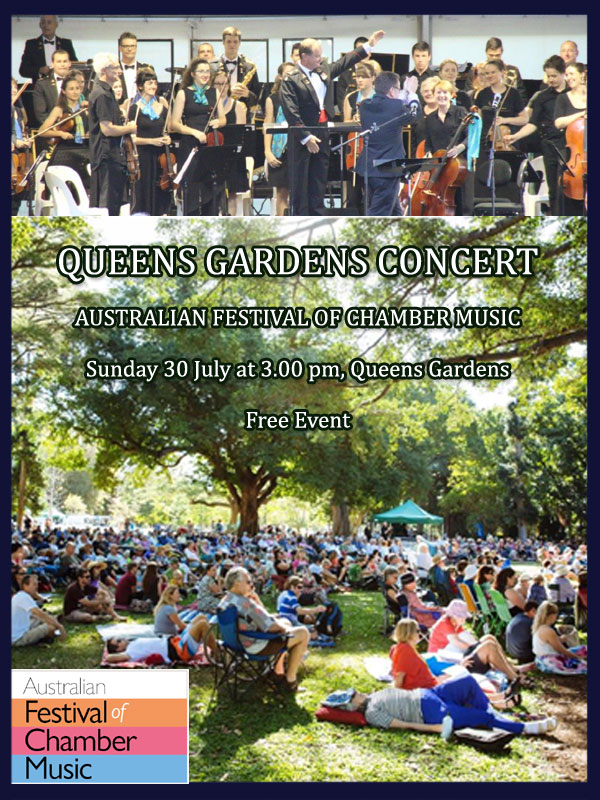 QUEENS GARDENS CONCERT
AUSTRALIAN FESTIVAL OF CHAMBER MUSIC
Sunday 30 July at 3.00 pm, Queens Gardens
Free Event
Australian
Festival of
Chamber
Music